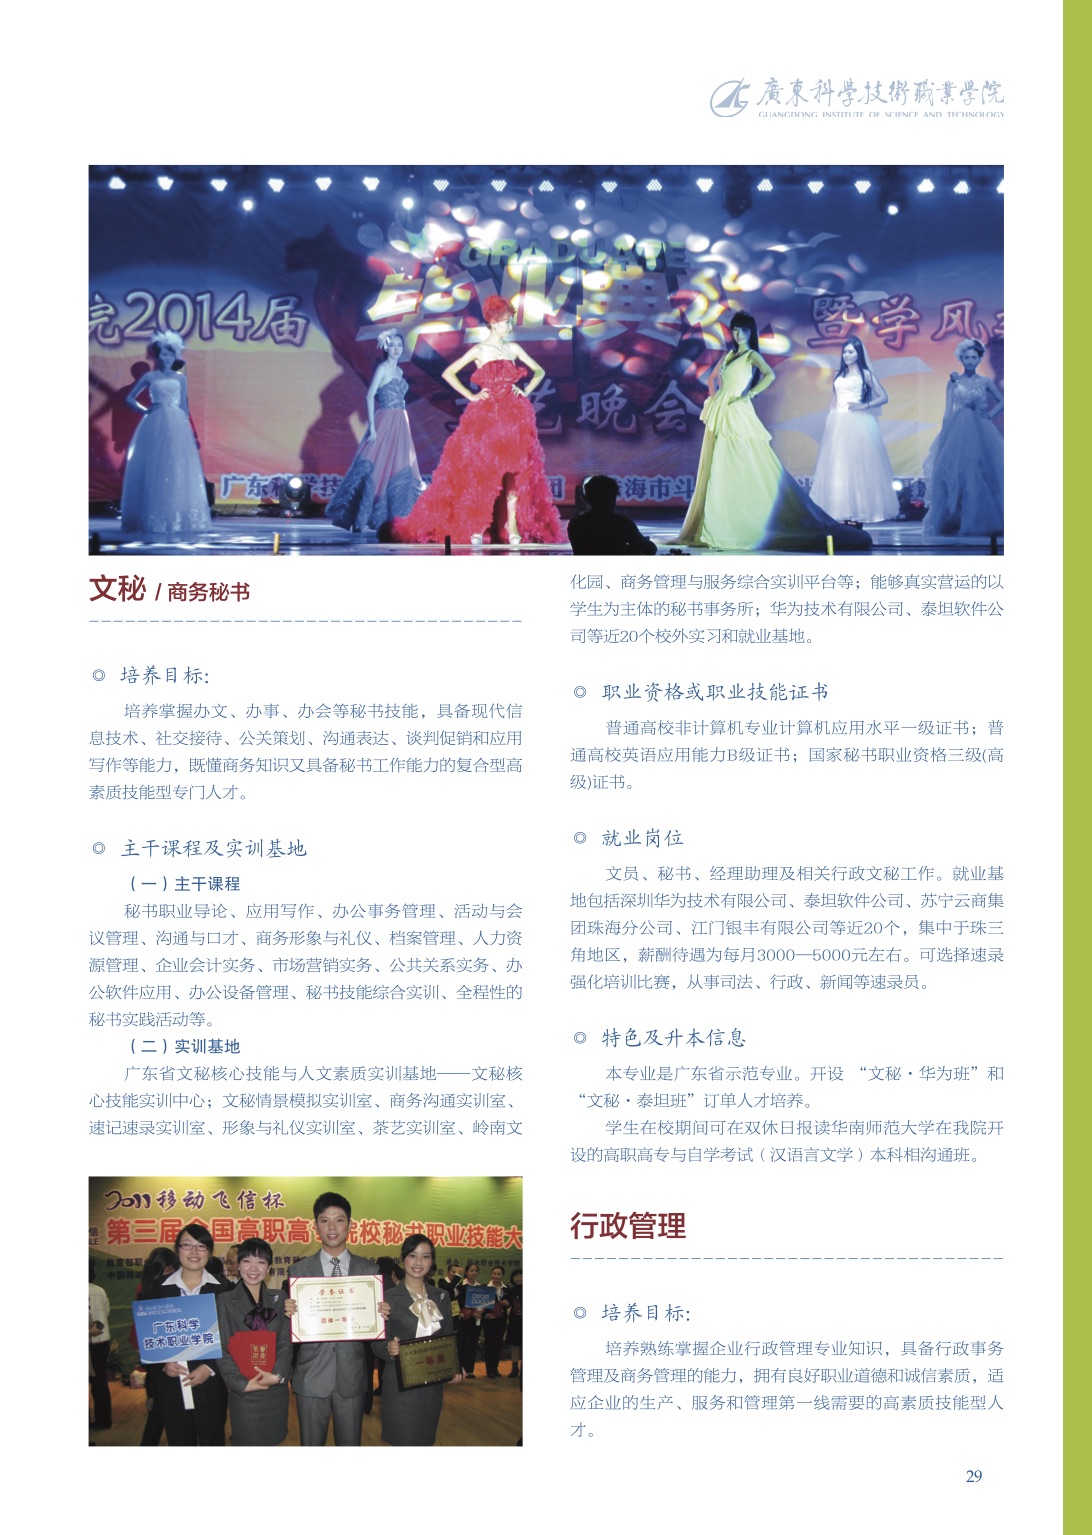 廣東科學技術職業學院
GUANGDONG INSTITUTE OF SCIENCE AND TECHNOLOGY
GRADUATE
院2014届
毕业典礼
暨学风
文艺晚会
文秘 / 商务秘书
◎ 培养目标：
培养掌握办文、办事、办会等秘书技能，具备现代信
息技术、社交接待、公关策划、沟通表达、谈判促销和应用
写作等能力，既懂商务知识又具备秘书工作能力的复合型高
素质技能型专门人才。
◎ 主干课程及实训基地
（一）主干课程
秘书职业导论、应用写作、办公事务管理、活动与会
议管理、沟通与口才、商务形象与礼仪、档案管理、人力资
源管理、企业会计实务、市场营销实务、公共关系实务、办
公软件应用、办公设备管理、秘书技能综合实训、全程性的
秘书实践活动等。
（二）实训基地
广东省文秘核心技能与人文素质实训基地——文秘核
心技能实训中心；文秘情景模拟实训室、商务沟通实训室、
速记速录实训室、形象与礼仪实训室、茶艺实训室、岭南文
2011移动飞信杯
第三届全国高职高专院校秘书职业技能大
广东科学
技术职业学院
荣誉证书
团体一等奖
一等奖
化园、商务管理与服务综合实训平台等；能够真实营运的以
学生为主体的秘书事务所；华为技术有限公司、泰坦软件公
司等近20个校外实习和就业基地。
◎ 职业资格或职业技能证书
普通高校非计算机专业计算机应用水平一级证书；普
通高校英语应用能力B级证书；国家秘书职业资格三级(高
级)证书。
◎ 就业岗位
文员、秘书、经理助理及相关行政文秘工作。就业基
地包括深圳华为技术有限公司、泰坦软件公司、苏宁云商集
团珠海分公司、江门银丰有限公司等近20个，集中于珠三
角地区，薪酬待遇为每月3000—5000元左右。可选择速录
强化培训比赛，从事司法、行政、新闻等速录员。
◎ 特色及升本信息
本专业是广东省示范专业。开设 “文秘·华为班”和
“文秘·泰坦班”订单人才培养。
学生在校期间可在双休日报读华南师范大学在我院开
设的高职高专与自学考试（汉语言文学）本科相沟通班。
行政管理
◎ 培养目标：
培养熟练掌握企业行政管理专业知识，具备行政事务
管理及商务管理的能力，拥有良好职业道德和诚信素质，适
应企业的生产、服务和管理第一线需要的高素质技能型人
才。
29